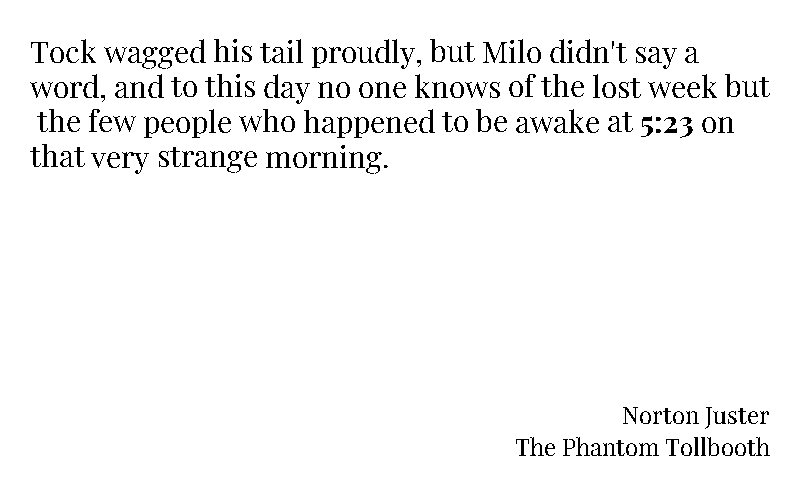 Tock wagged his tail proudly, but Milo didn't say a
word, and to this day no one knows of the lost week but
the few people who happened to be awake at 5:23 on
that very strange morning.
Norton Juster
The Phantom Tollbooth